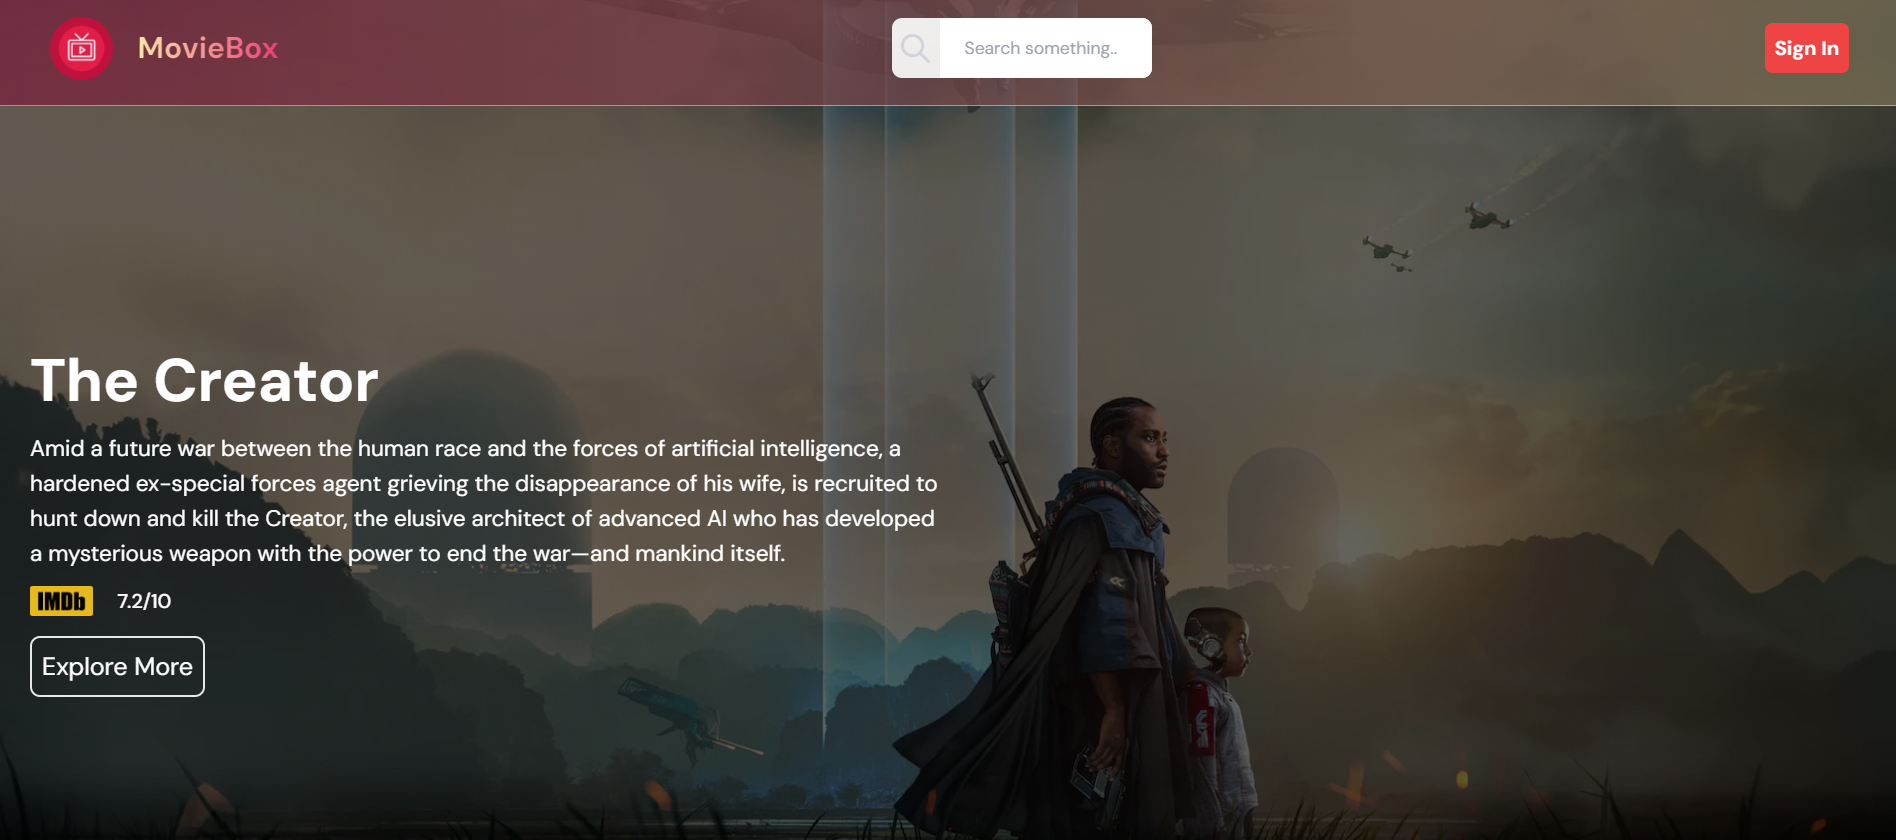 MovieBox
Search something..
Sign In
The Creator
Amid a future war between the human race and the forces of artificial intelligence, a
hardened ex-special forces agent grieving the disappearance of his wife, is recruited to
hunt down and kill the Creator, the elusive architect of advanced AI who has developed
a mysterious weapon with the power to end the war—and mankind itself.
IMDb 7.2/10
Explore More